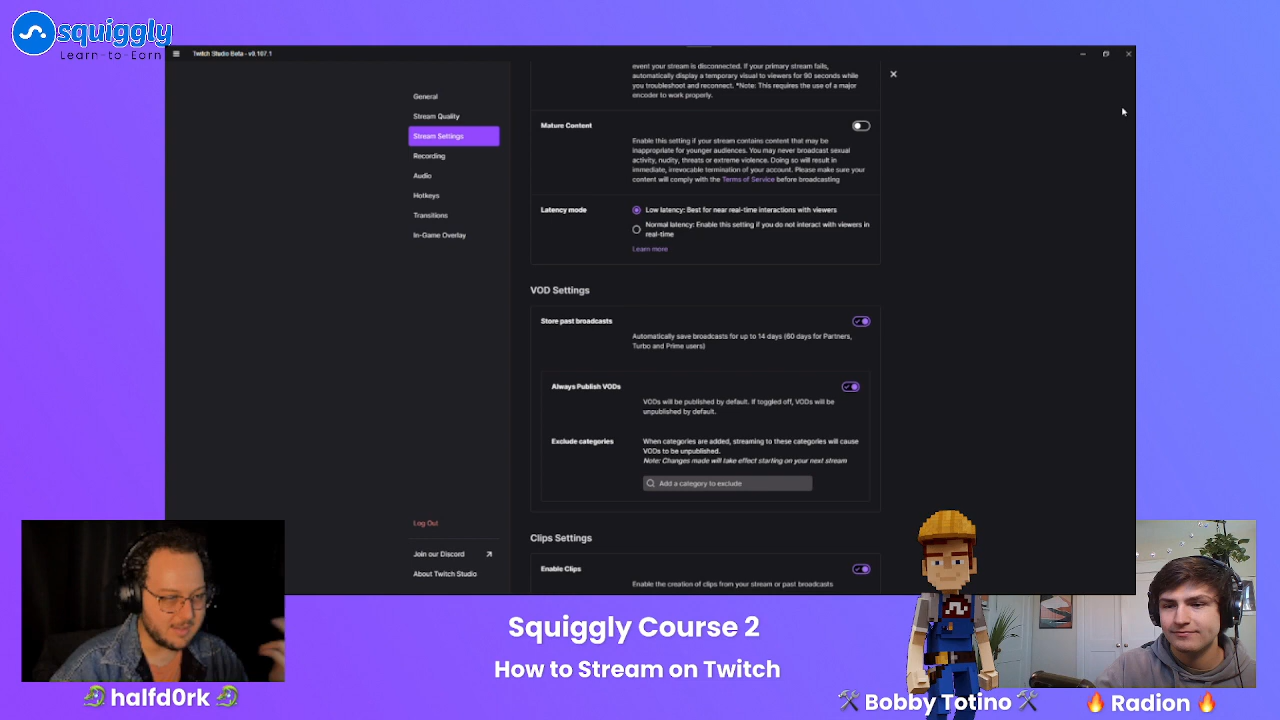 squiggly
Learn-to-Earn
Twitch Studio Beta - v0.107.1
General
Stream Quality
Stream Settings
Recording
Audio
Hotkeys
Transitions
In-Game Overlay
Log Out
Join our Discord
About Twitch Studio
event your stream is disconnected. If your primary stream fails,
automatically display a temporary visual to viewers for 90 seconds while
you troubleshoot and reconnect. *Note: This requires the use of a major
encoder to work properly.
Mature Content
Enable this setting if your stream contains content that may be
inappropriate for younger audiences. You may never broadcast sexual
activity, nudity, threats or extreme violence. Doing so will result in
immediate, irrevocable termination of your account. Please make sure your
content will comply with the Terms of Service before broadcasting
Latency mode
Low latency: Best for near real-time interactions with viewers
Normal latency: Enable this setting if you do not interact with viewers in
real-time
Learn more
VOD Settings
Store past broadcasts
Automatically save broadcasts for up to 14 days (60 days for Partners,
Turbo and Prime users)
Always Publish VODs
VODs will be published by default. If toggled off, VODs will be
unpublished by default.
Exclude categories
When categories are added, streaming to these categories will cause
VODs to be unpublished.
Note: Changes made will take effect starting on your next stream
Add a category to exclude
Clips Settings
Enable Clips
Enable the creation of clips from your stream or past broadcasts
Squiggly Course 2
How to Stream on Twitch
halfd0rk
Bobby Totino
Radion